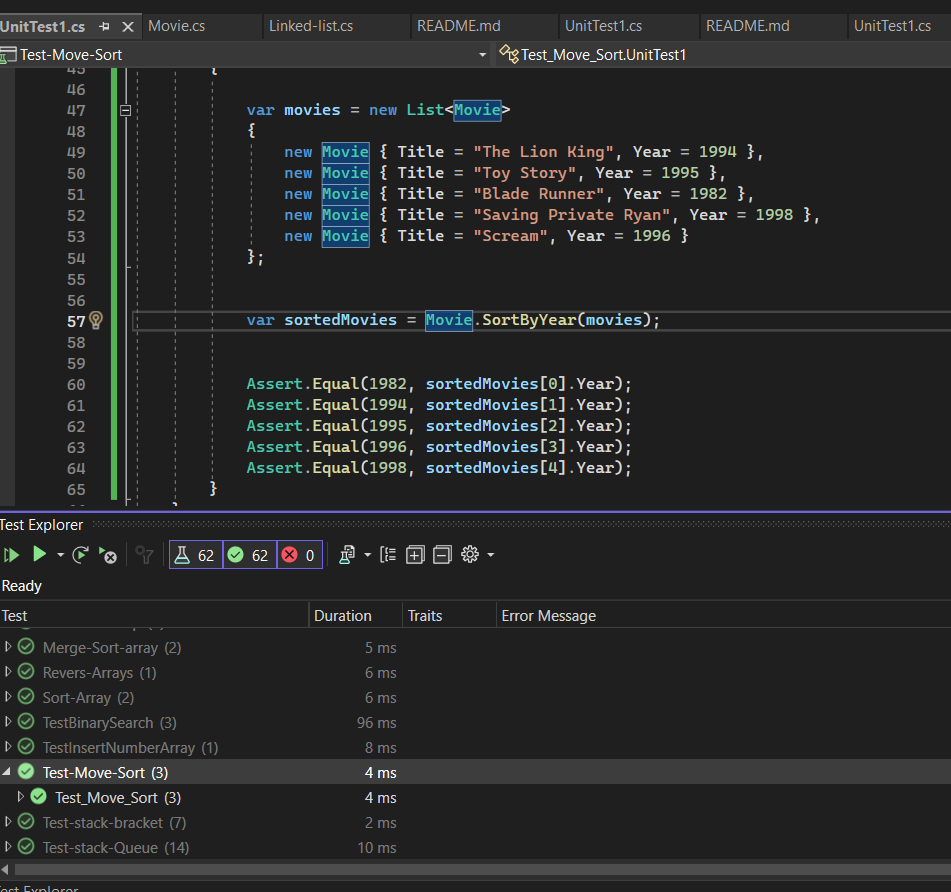 UnitTest1.cs Movie.cs Linked-list.cs README.md UnitTest1.cs README.md UnitTest1.cs
Test-Move-Sort Test_Move_Sort.UnitTest1
45 {
46
47 var movies = new List<Movie>
48 {
49 new Movie { Title = "The Lion King", Year = 1994 },
50 new Movie { Title = "Toy Story", Year = 1995 },
51 new Movie { Title = "Blade Runner", Year = 1982 },
52 new Movie { Title = "Saving Private Ryan", Year = 1998 },
53 new Movie { Title = "Scream", Year = 1996 }
54 };
55
56
57 var sortedMovies = Movie.SortByYear(movies);
58
59
60 Assert.Equal(1982, sortedMovies[0].Year);
61 Assert.Equal(1994, sortedMovies[1].Year);
62 Assert.Equal(1995, sortedMovies[2].Year);
63 Assert.Equal(1996, sortedMovies[3].Year);
64 Assert.Equal(1998, sortedMovies[4].Year);
65 }
Test Explorer
62 62 0
Ready
Test Duration Traits Error Message
Merge-Sort-array (2) 5 ms
Revers-Arrays (1) 6 ms
Sort-Array (2) 6 ms
TestBinarySearch (3) 96 ms
TestInsertNumberArray (1) 8 ms
Test-Move-Sort (3) 4 ms
Test_Move_Sort (3) 4 ms
Test-stack-bracket (7) 2 ms
Test-stack-Queue (14) 10 ms
Test Explorer